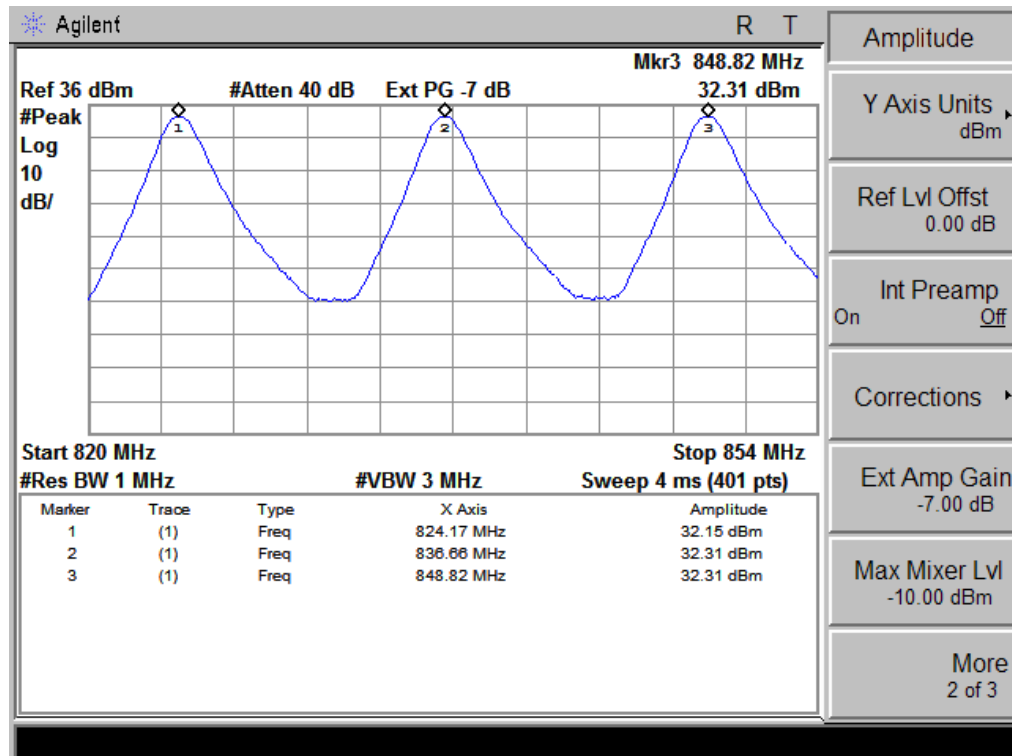 Agilent R T
Mkr3 848.82 MHz
Ref 36 dBm #Atten 40 dB Ext PG -7 dB 32.31 dBm
#Peak
Log
10
dB/
1 2 3
Start 820 MHz Stop 854 MHz
#Res BW 1 MHz #VBW 3 MHz Sweep 4 ms (401 pts)
Marker Trace Type X Axis Amplitude
1 (1) Freq 824.17 MHz 32.15 dBm
2 (1) Freq 836.66 MHz 32.31 dBm
3 (1) Freq 848.82 MHz 32.31 dBm
Amplitude
Y Axis Units
dBm
Ref Lvl Offst
0.00 dB
Int Preamp
On Off
Corrections
Ext Amp Gain
-7.00 dB
Max Mixer Lvl
-10.00 dBm
More
2 of 3